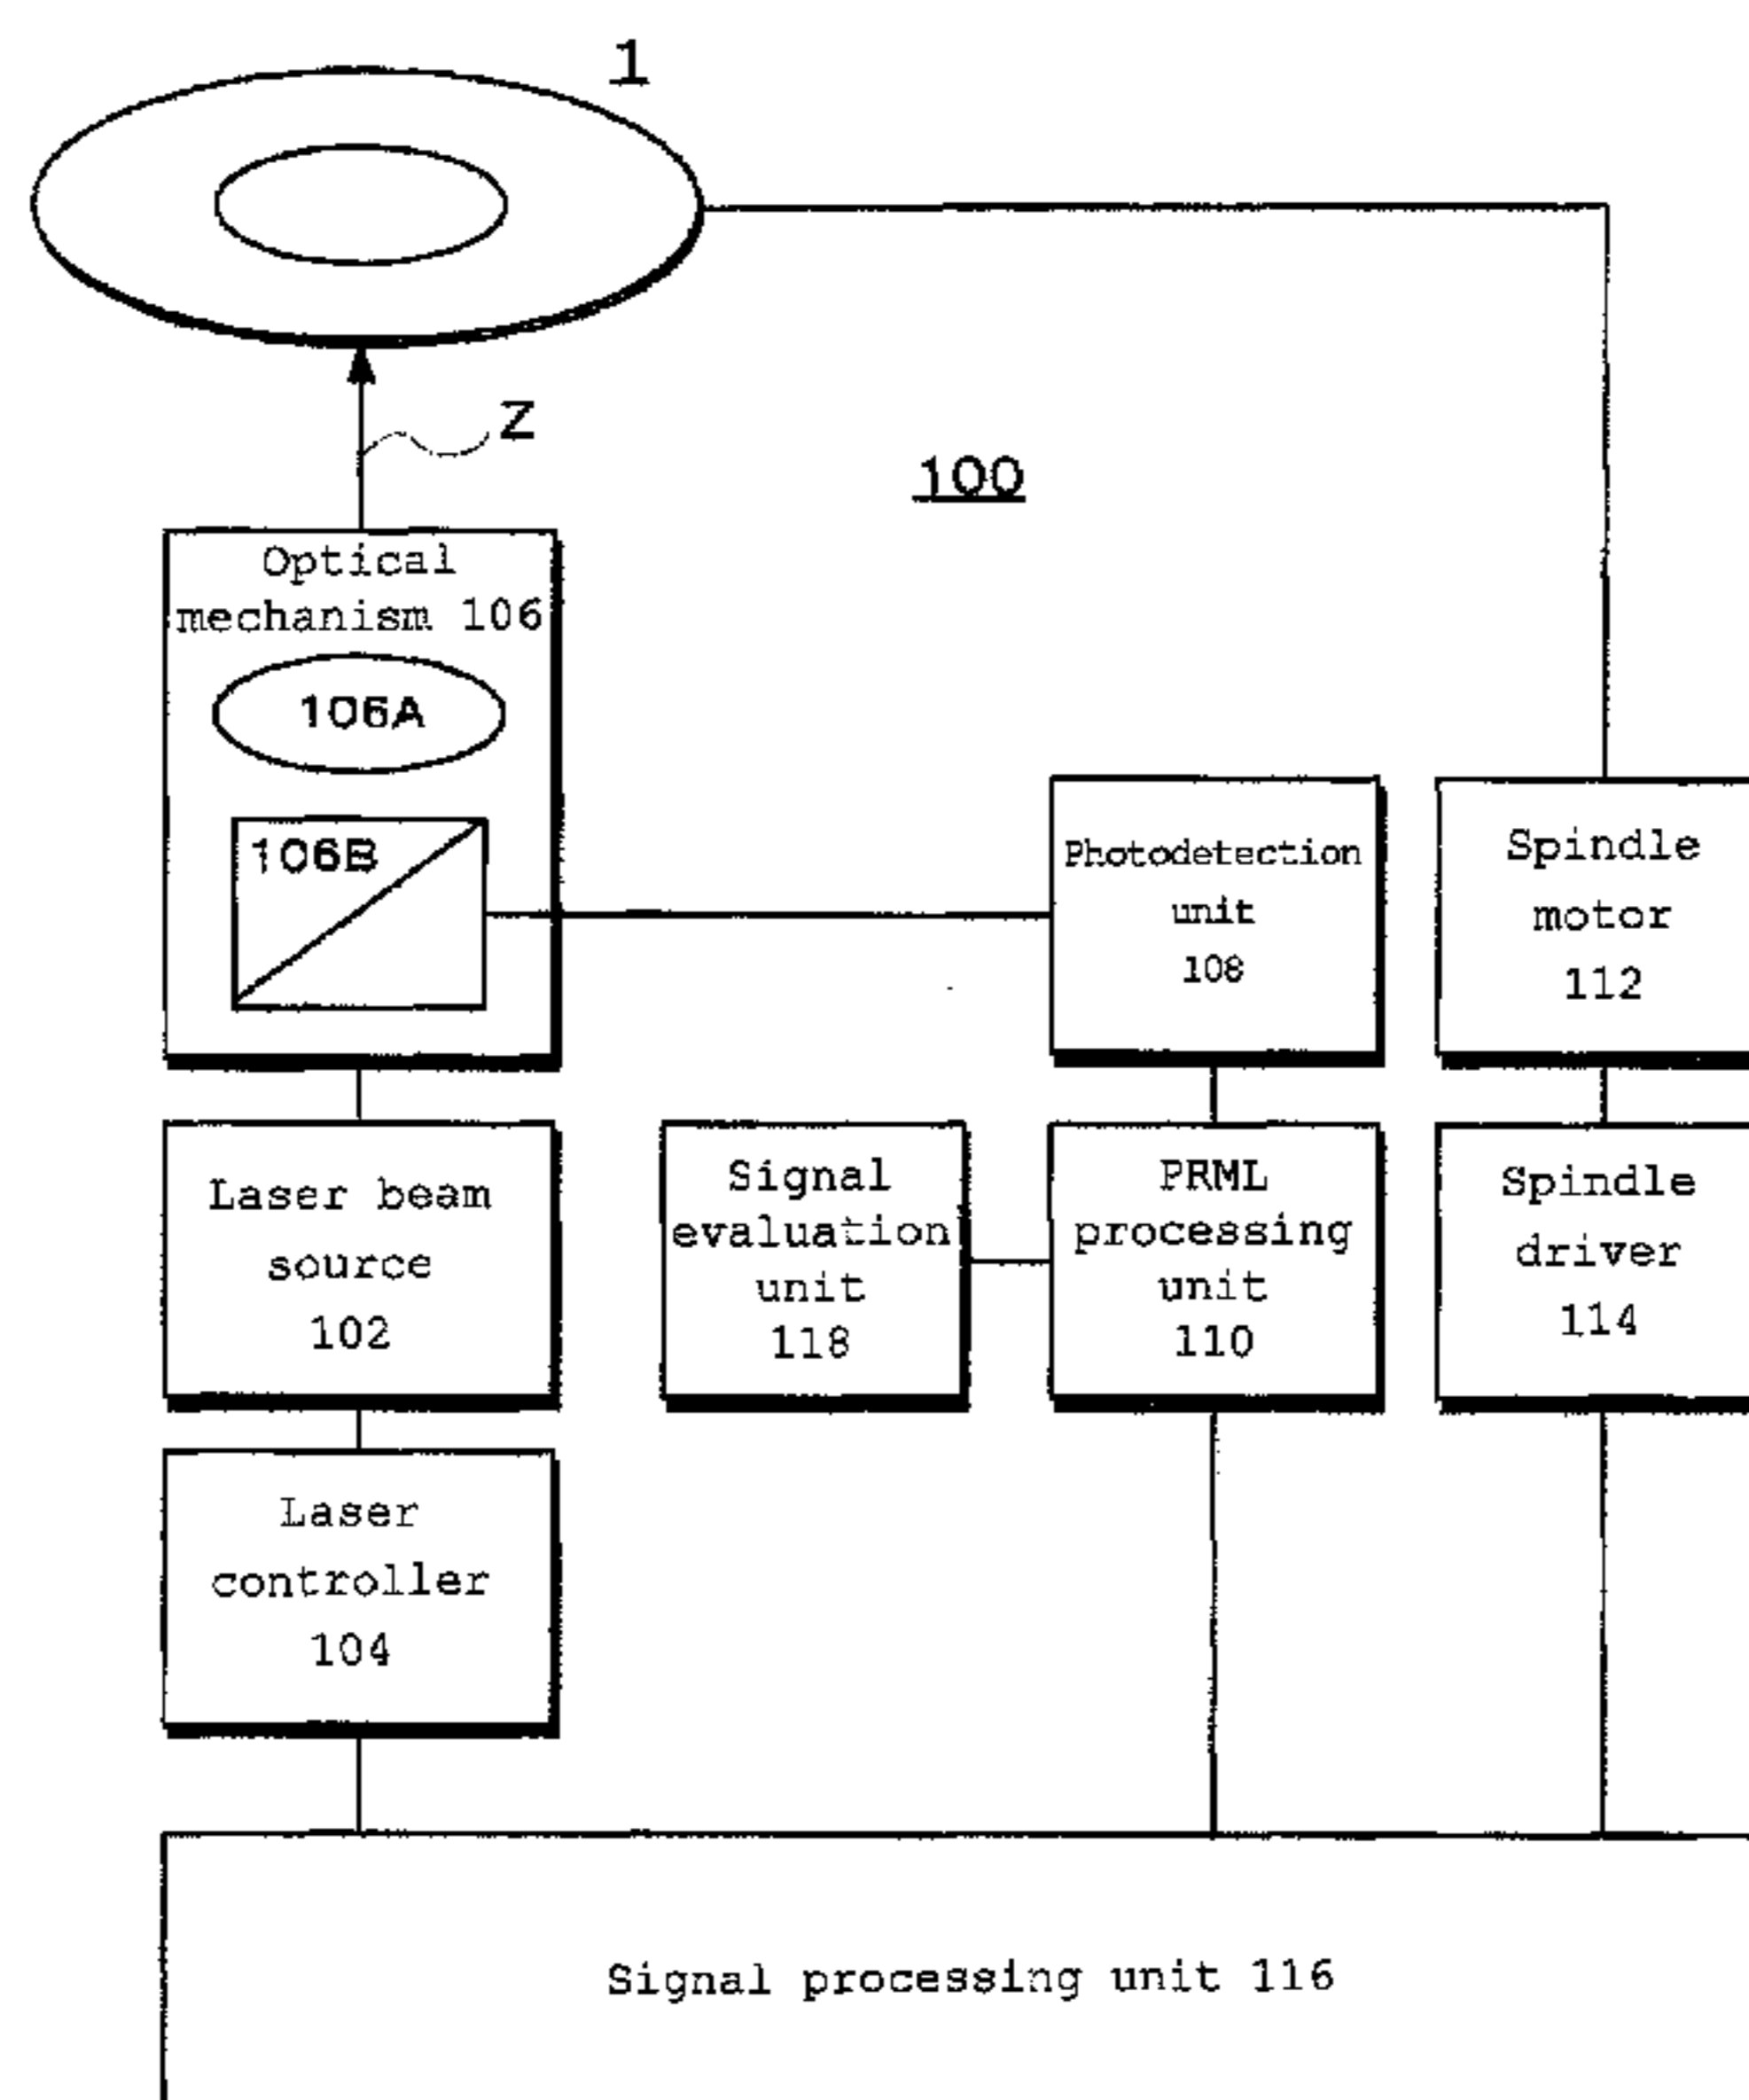 1
Z
100
Optical
mechanism 106
106A
106B
Photodetection
unit
108
Spindle
motor
112
Laser beam
source
102
Signal
evaluation
unit
118
PRML
processing
unit
110
Spindle
driver
114
Laser
controller
104
Signal processing unit 116